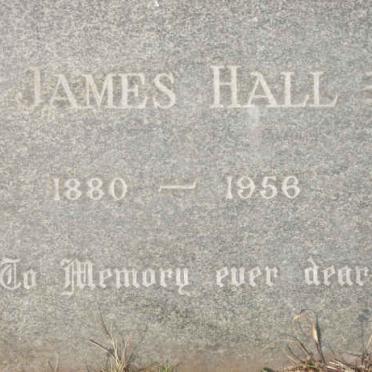 JAMES HALL
1880 — 1956
To Memory ever dear